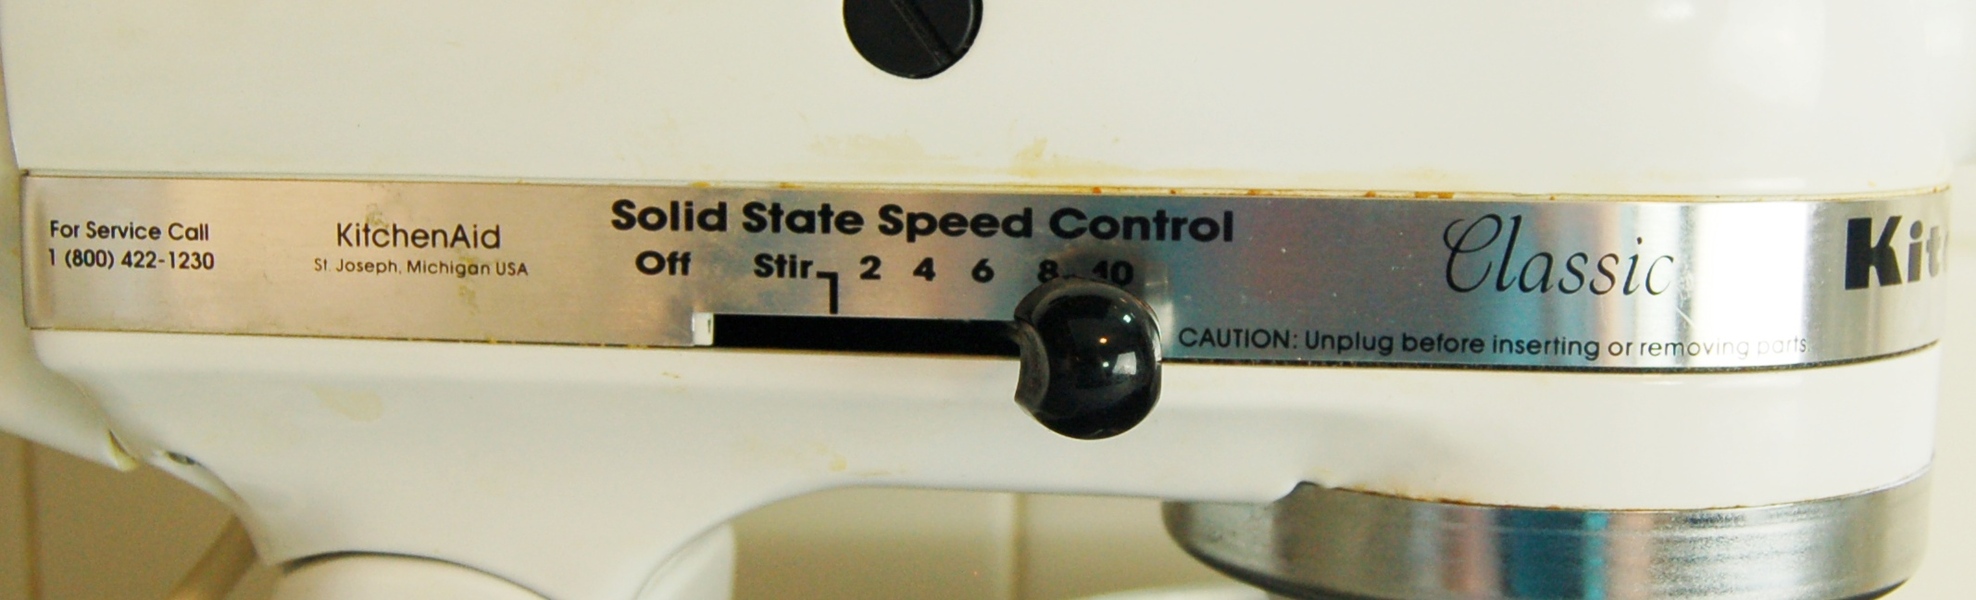 For Service Call
1 (800) 422-1230
KitchenAid
St. Joseph, Michigan USA
Solid State Speed Control
Off Stir 2 4 6 8 10
Classic
CAUTION: Unplug before inserting or removing parts.
Kit